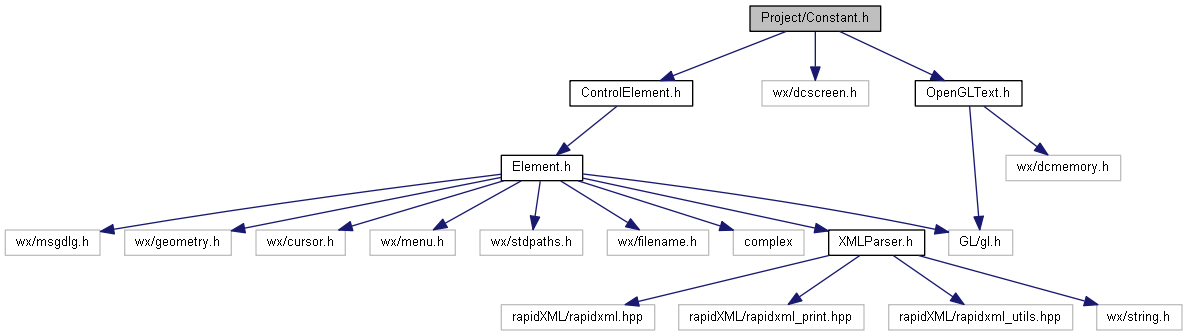 Project/Constant.h
ControlElement.h
wx/dcscreen.h
OpenGLText.h
Element.h
wx/dcmemory.h
wx/msgdlg.h
wx/geometry.h
wx/cursor.h
wx/menu.h
wx/stdpaths.h
wx/filename.h
complex
XMLParser.h
GL/gl.h
rapidXML/rapidxml.hpp
rapidXML/rapidxml_print.hpp
rapidXML/rapidxml_utils.hpp
wx/string.h